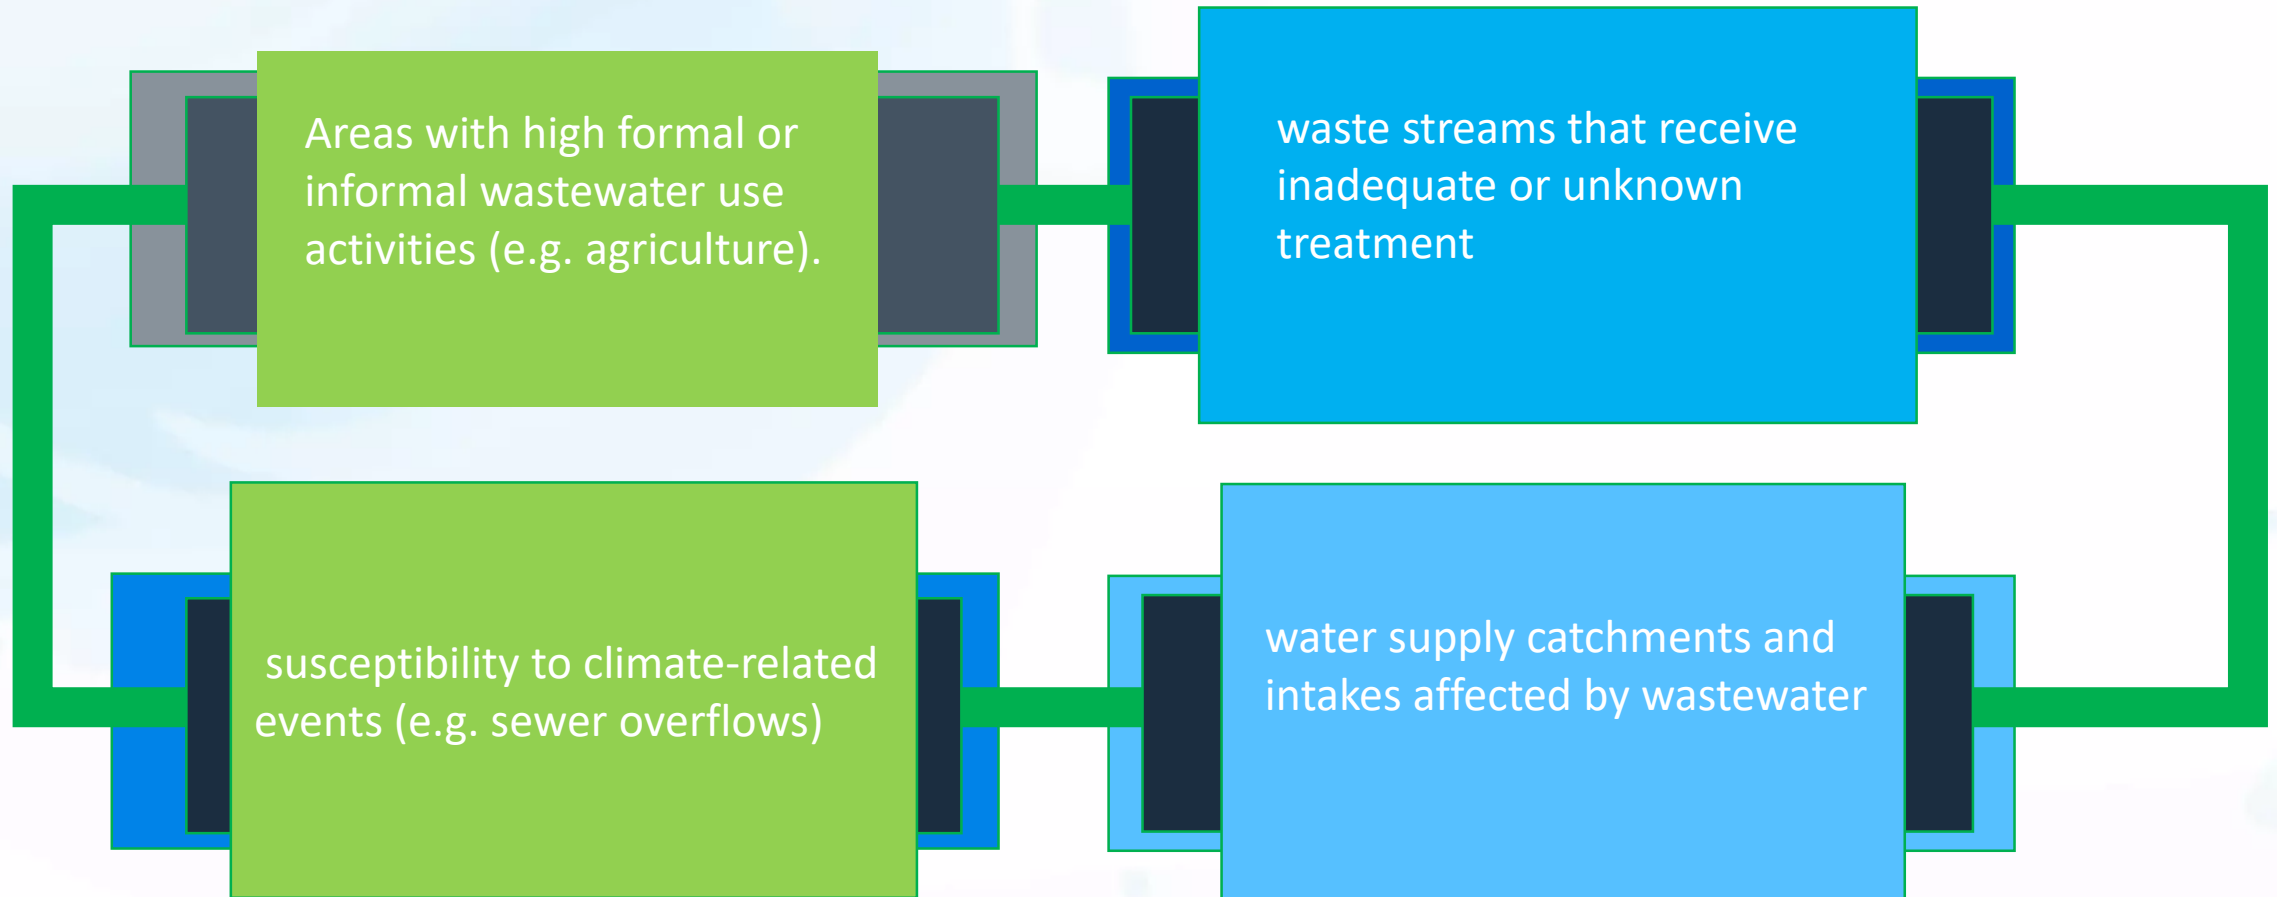 Areas with high formal or
informal wastewater use
activities (e.g. agriculture).
waste streams that receive
inadequate or unknown
treatment
susceptibility to climate-related
events (e.g. sewer overflows)
water supply catchments and
intakes affected by wastewater